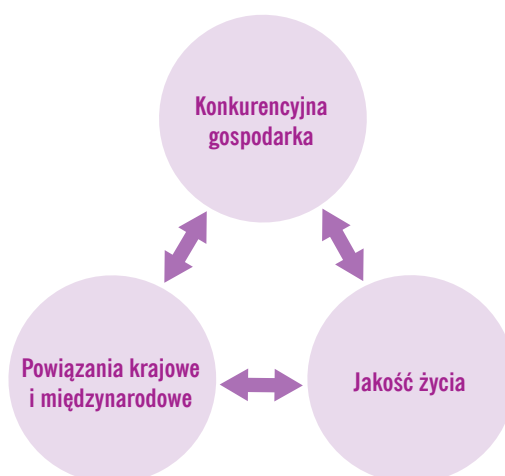 Konkurencyjna
gospodarka
Powiązania krajowe
i międzynarodowe
Jakość życia